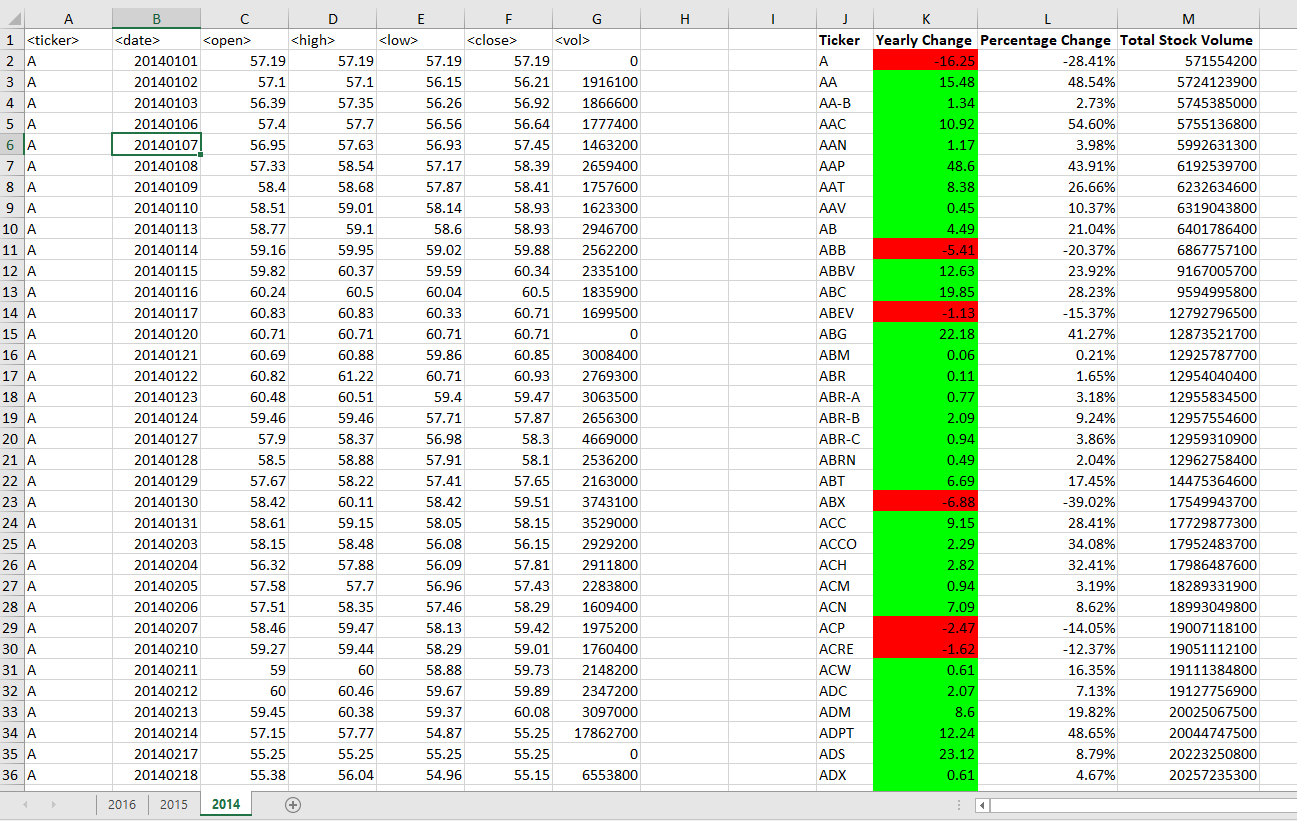 A B C D E F G H I J K L M
1 <ticker> <date> <open> <high> <low> <close> <vol> Ticker Yearly Change Percentage Change Total Stock Volume
2 A 20140101 57.19 57.19 57.19 57.19 0 A -16.25 -28.41% 571554200
3 A 20140102 57.1 57.1 56.15 56.21 1916100 AA 15.48 48.54% 5724123900
4 A 20140103 56.39 57.35 56.26 56.92 1866600 AA-B 1.34 2.73% 5745385000
5 A 20140106 57.4 57.7 56.56 56.64 1777400 AAC 10.92 54.60% 5755136800
6 A 20140107 56.95 57.63 56.93 57.45 1463200 AAN 1.17 3.98% 5992631300
7 A 20140108 57.33 58.54 57.17 58.39 2659400 AAP 48.6 43.91% 6192539700
8 A 20140109 58.4 58.68 57.87 58.41 1757600 AAT 8.38 26.66% 6232634600
9 A 20140110 58.51 59.01 58.14 58.93 1623300 AAV 0.45 10.37% 6319043800
10 A 20140113 58.77 59.1 58.6 58.93 2946700 AB 4.49 21.04% 6401786400
11 A 20140114 59.16 59.95 59.02 59.88 2562200 ABB -5.41 -20.37% 6867757100
12 A 20140115 59.82 60.37 59.59 60.34 2335100 ABBV 12.63 23.92% 9167005700
13 A 20140116 60.24 60.5 60.04 60.5 1835900 ABC 19.85 28.23% 9594995800
14 A 20140117 60.83 60.83 60.33 60.71 1699500 ABEV -1.13 -15.37% 12792796500
15 A 20140120 60.71 60.71 60.71 60.71 0 ABG 22.18 41.27% 12873521700
16 A 20140121 60.69 60.88 59.86 60.85 3008400 ABM 0.06 0.21% 12925787700
17 A 20140122 60.82 61.22 60.71 60.93 2769300 ABR 0.11 1.65% 12954040400
18 A 20140123 60.48 60.51 59.4 59.47 3063500 ABR-A 0.77 3.18% 12955834500
19 A 20140124 59.46 59.46 57.71 57.87 2656300 ABR-B 2.09 9.24% 12957554600
20 A 20140127 57.9 58.37 56.98 58.3 4669000 ABR-C 0.94 3.86% 12959310900
21 A 20140128 58.5 58.88 57.91 58.1 2536200 ABRN 0.49 2.04% 12962758400
22 A 20140129 57.67 58.22 57.41 57.65 2163000 ABT 6.69 17.45% 14475364600
23 A 20140130 58.42 60.11 58.42 59.51 3743100 ABX -6.88 -39.02% 17549943700
24 A 20140131 58.61 59.15 58.05 58.15 3529000 ACC 9.15 28.41% 17729877300
25 A 20140203 58.15 58.48 56.08 56.15 2929200 ACCO 2.29 34.08% 17952483700
26 A 20140204 56.32 57.88 56.09 57.81 2911800 ACH 2.82 32.41% 17986487600
27 A 20140205 57.58 57.7 56.96 57.43 2283800 ACM 0.94 3.19% 18289331900
28 A 20140206 57.51 58.35 57.46 58.29 1609400 ACN 7.09 8.62% 18993049800
29 A 20140207 58.46 59.47 58.13 59.42 1975200 ACP -2.47 -14.05% 19007118100
30 A 20140210 59.27 59.44 58.29 59.01 1760400 ACRE -1.62 -12.37% 19051112100
31 A 20140211 59 60 58.88 59.73 2148200 ACW 0.61 16.35% 19111384800
32 A 20140212 60 60.46 59.67 59.89 2347200 ADC 2.07 7.13% 19127756900
33 A 20140213 59.45 60.38 59.37 60.08 3097000 ADM 8.6 19.82% 20025067500
34 A 20140214 57.15 57.77 54.87 55.25 17862700 ADPT 12.24 48.65% 20044747500
35 A 20140217 55.25 55.25 55.25 55.25 0 ADS 23.12 8.79% 20223250800
36 A 20140218 55.38 56.04 54.96 55.15 6553800 ADX 0.61 4.67% 20257235300
2016 2015 2014